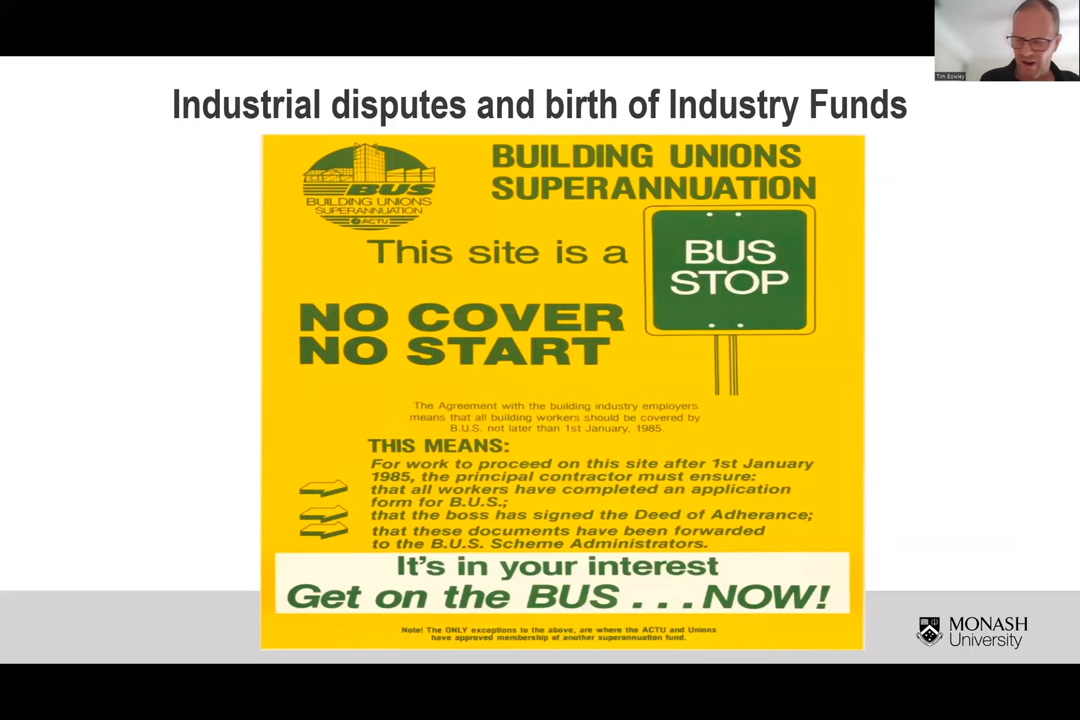 Tim Bowley
Industrial disputes and birth of Industry Funds
BUS
BUILDING UNIONS
SUPERANNUATION
ACTU
BUILDING UNIONS
SUPERANNUATION
This site is a
BUS
STOP
NO COVER
NO START
The Agreement with the building industry employers
means that all building workers should be covered by
B.U.S. not later than 1st January, 1985.
THIS MEANS:
For work to proceed on this site after 1st January
1985, the principal contractor must ensure:
that all workers have completed an application
form for B.U.S.;
that the boss has signed the Deed of Adherance;
that these documents have been forwarded
to the B.U.S. Scheme Administrators.
It's in your interest
Get on the BUS . . . NOW!
Note! The ONLY exceptions to the above, are where the ACTU and Unions
have approved membership of another superannuation fund.
MONASH
University